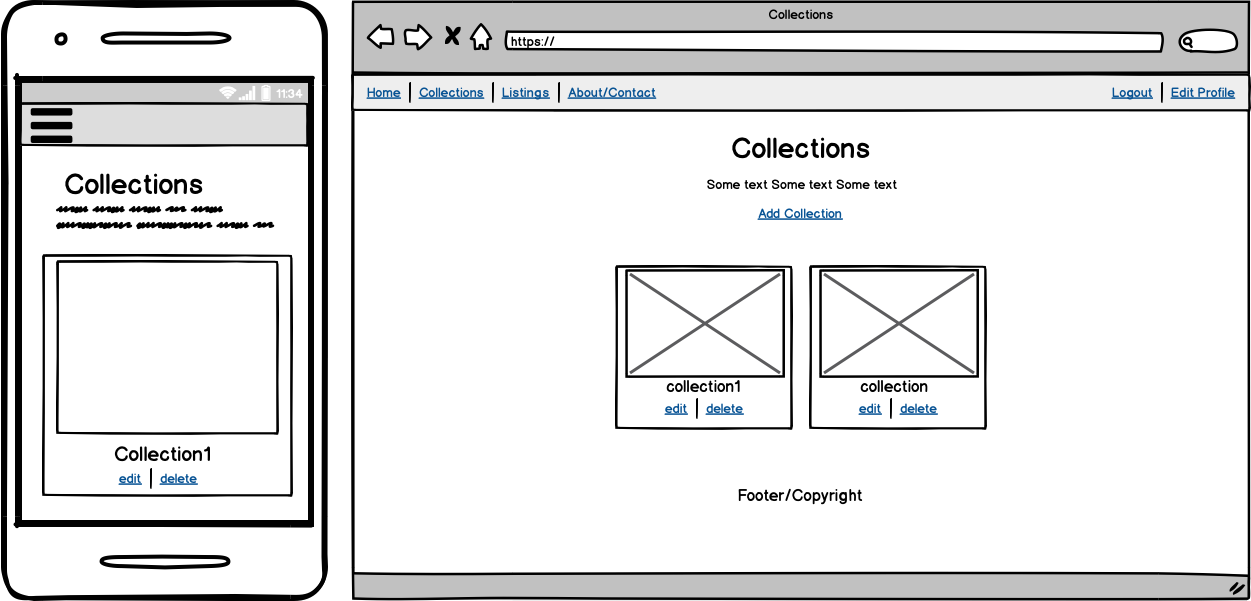 11:34
Collections
Collection1
edit delete
Collections
https://
Home Collections Listings About/Contact Logout Edit Profile
Collections
Some text Some text Some text
Add Collection
collection1 collection
edit delete edit delete
Footer/Copyright